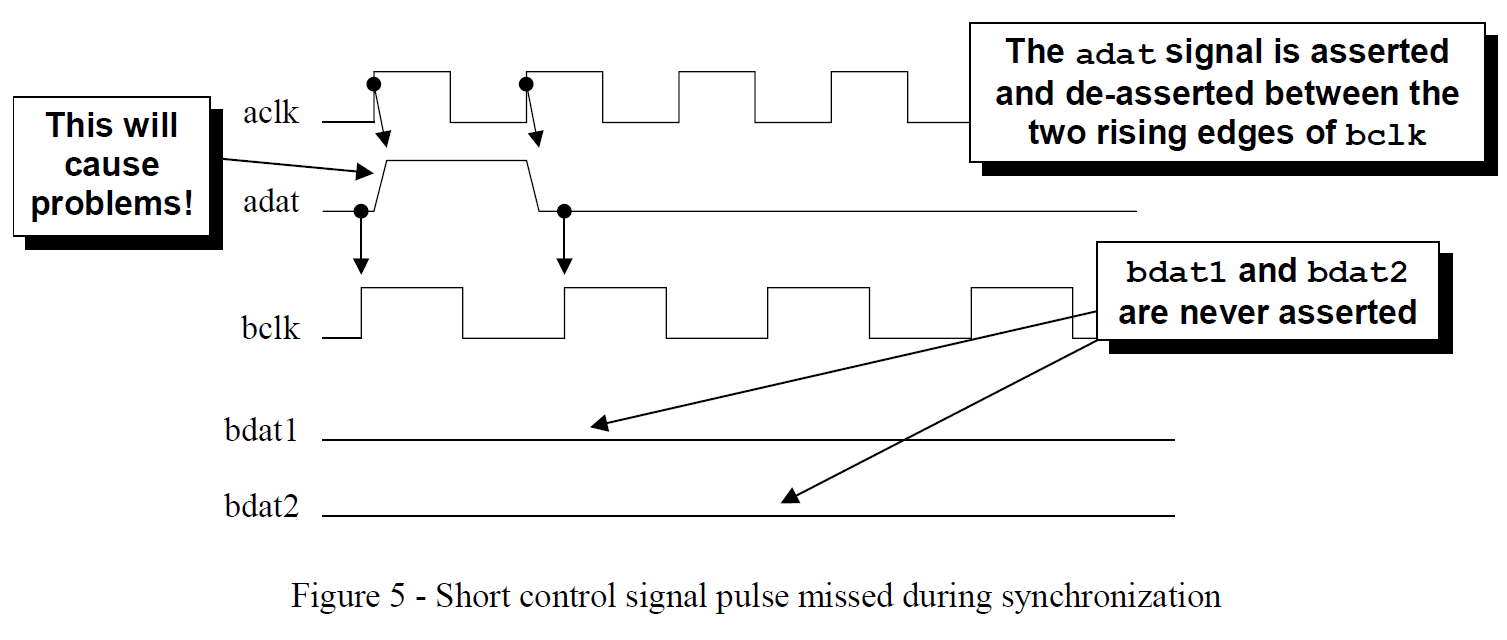 The adat signal is asserted
and de-asserted between the
two rising edges of bclk
This will
cause
problems!
aclk
adat
bdat1 and bdat2
are never asserted
bclk
bdat1
bdat2
Figure 5 - Short control signal pulse missed during synchronization